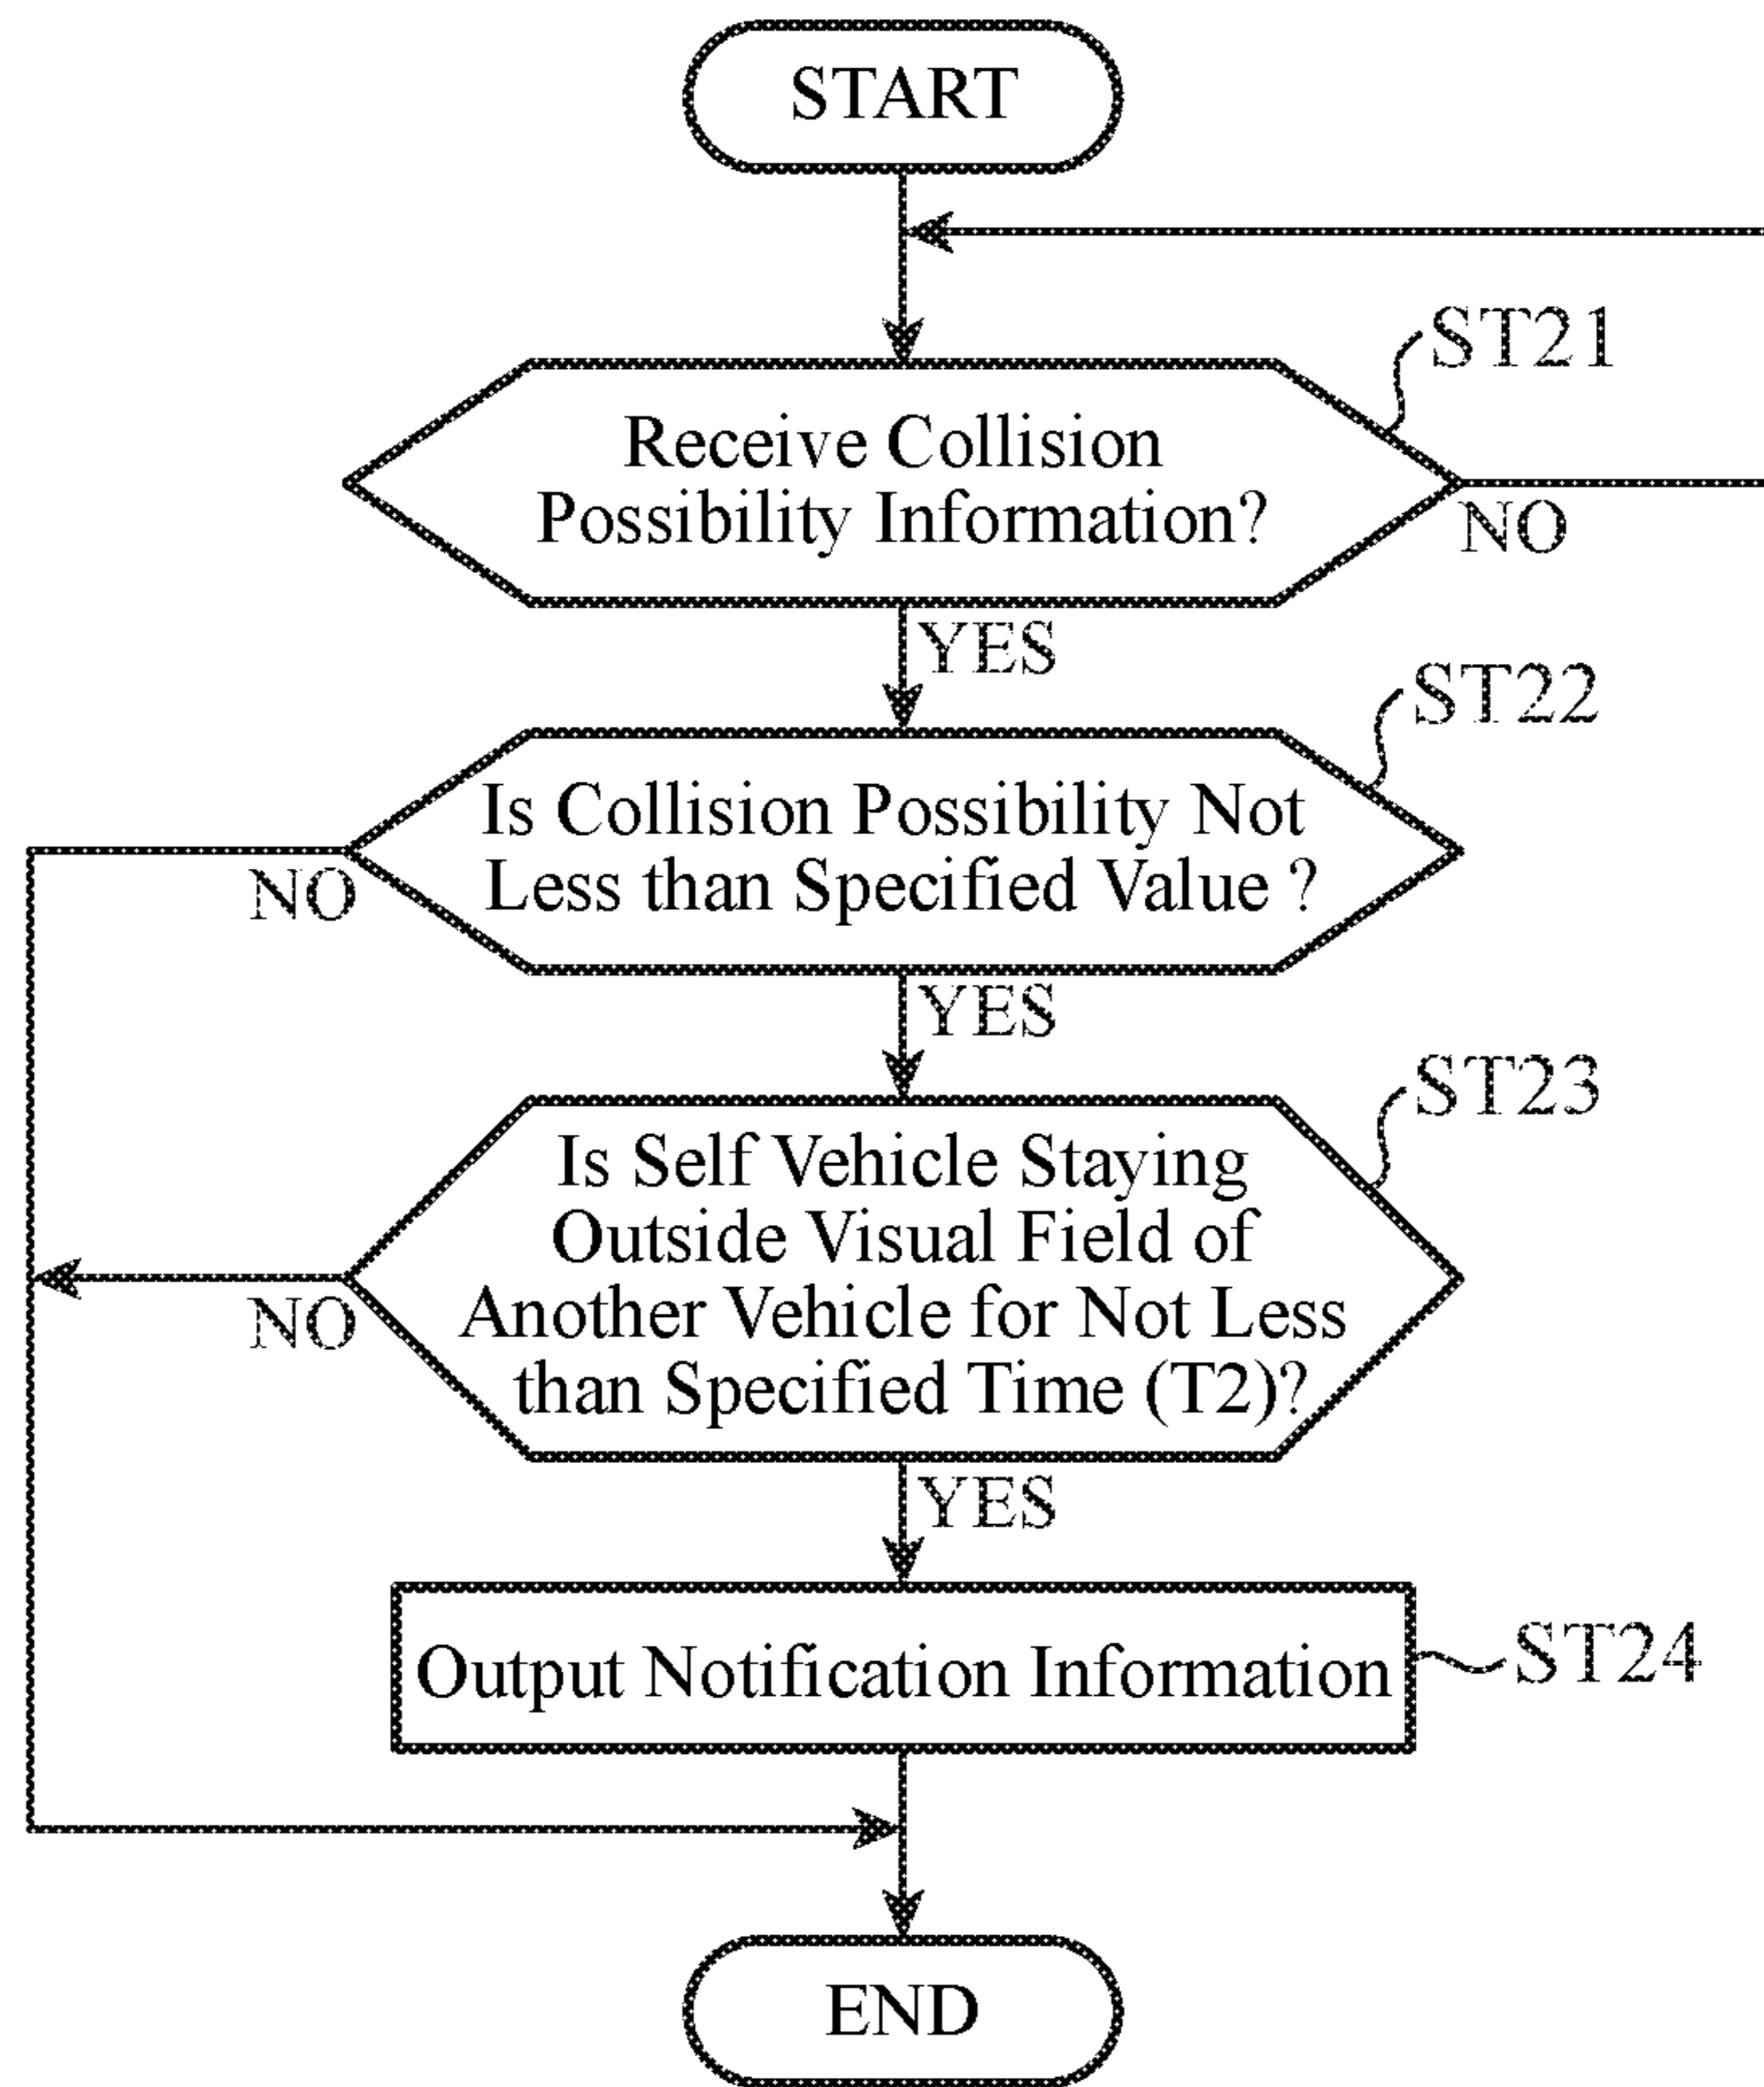 START
ST21
Receive Collision
Possibility Information?
NO
YES
ST22
Is Collision Possibility Not
Less than Specified Value ?
NO
YES
ST23
Is Self Vehicle Staying
Outside Visual Field of
Another Vehicle for Not Less
than Specified Time (T2)?
NO
YES
Output Notification Information
ST24
END